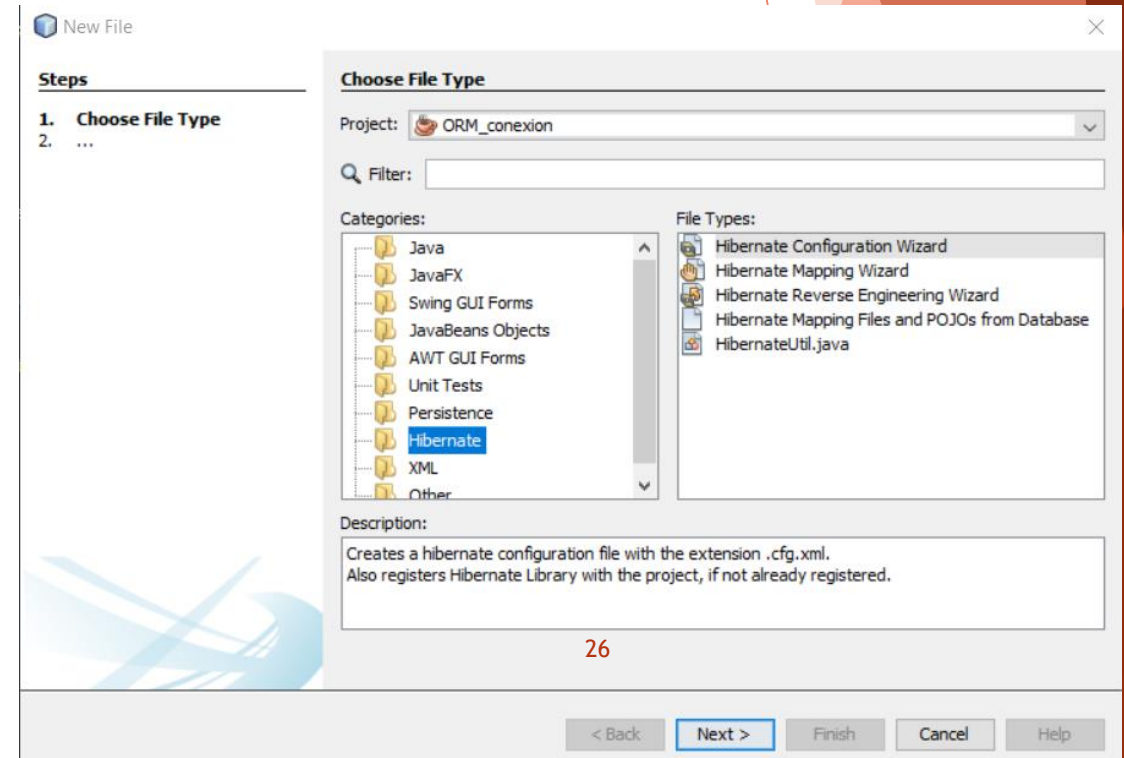 New File
Steps
1. Choose File Type
2. ...
Choose File Type
Project: ORM_conexion
Filter:
Categories:
Java
JavaFX
Swing GUI Forms
JavaBeans Objects
AWT GUI Forms
Unit Tests
Persistence
Hibernate
XML
Other
File Types:
Hibernate Configuration Wizard
Hibernate Mapping Wizard
Hibernate Reverse Engineering Wizard
Hibernate Mapping Files and POJOs from Database
HibernateUtil.java
Description:
Creates a hibernate configuration file with the extension .cfg.xml.
Also registers Hibernate Library with the project, if not already registered.
26
< Back Next > Finish Cancel Help